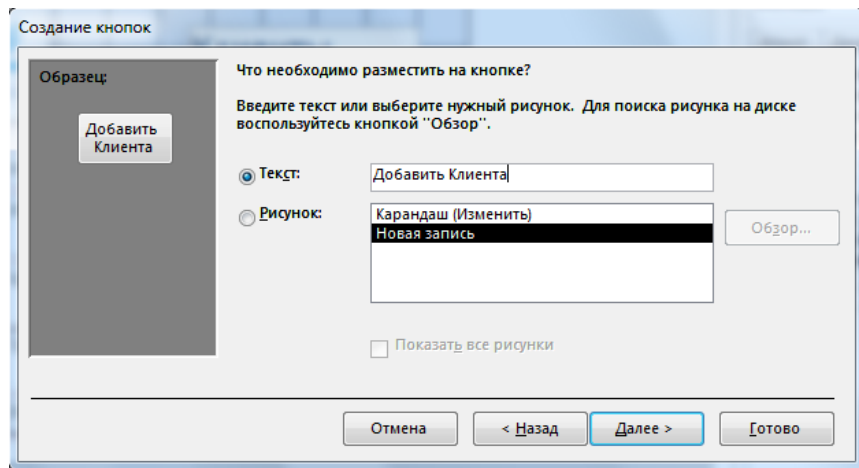 Создание кнопок
Образец:
Добавить
Клиента
Что необходимо разместить на кнопке?
Введите текст или выберите нужный рисунок. Для поиска рисунка на диске
воспользуйтесь кнопкой "Обзор".
Текст:
Добавить Клиента
Рисунок:
Карандаш (Изменить)
Новая запись
Обзор...
Показать все рисунки
Отмена
< Назад
Далее >
Готово